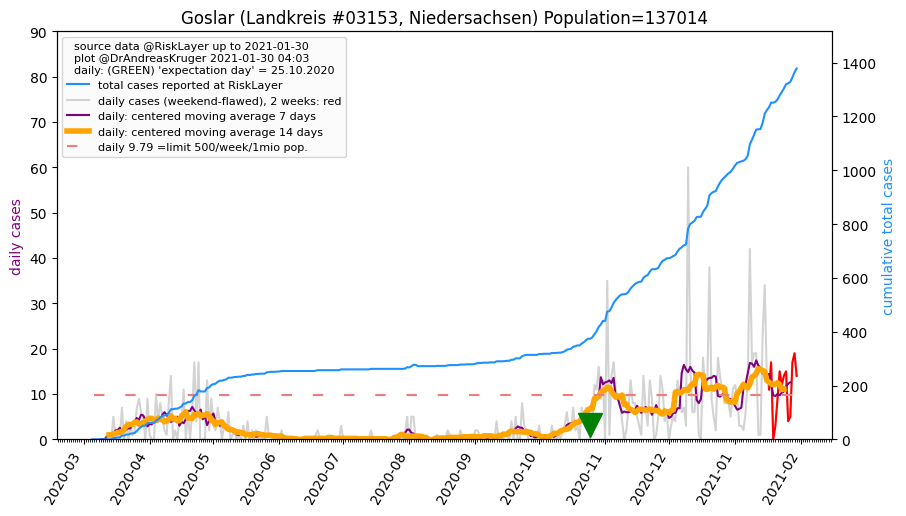 Goslar (Landkreis #03153, Niedersachsen) Population=137014
source data @RiskLayer up to 2021-01-30
plot @DrAndreasKruger 2021-01-30 04:03
daily: (GREEN) 'expectation day' = 25.10.2020
total cases reported at RiskLayer
daily cases (weekend-flawed), 2 weeks: red
daily: centered moving average 7 days
daily: centered moving average 14 days
daily 9.79 =limit 500/week/1mio pop.
daily cases
90
80
70
60
50
40
30
20
10
0
cumulative total cases
1400
1200
1000
800
600
400
200
0
2020-03
2020-04
2020-05
2020-06
2020-07
2020-08
2020-09
2020-10
2020-11
2020-12
2021-01
2021-02